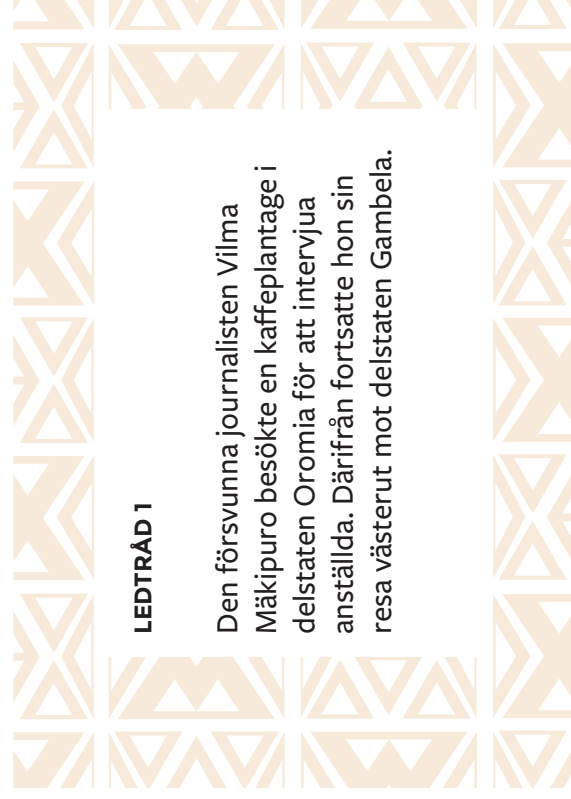 LEDTRÅD 1
Den försvunna journalisten Vilma
Mäkipuro besökte en kaffeplantage i
delstaten Oromia för att intervjua
anställda. Därifrån fortsatte hon sin
resa västerut mot delstaten Gambela.